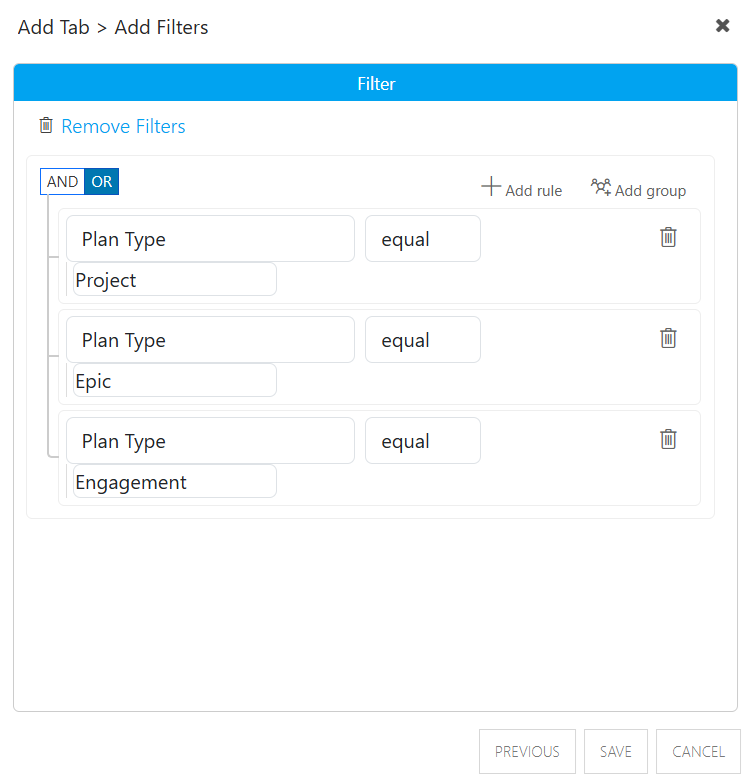 Add Tab > Add Filters
Filter
Remove Filters
AND OR
Add rule Add group
Plan Type equal
Project
Plan Type equal
Epic
Plan Type equal
Engagement
PREVIOUS SAVE CANCEL